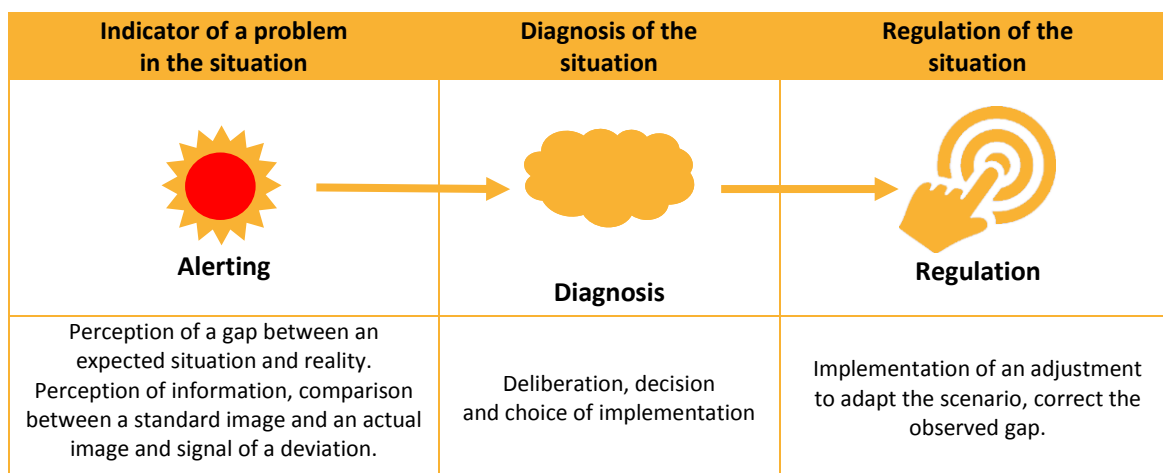 Indicator of a problem
in the situation
Diagnosis of the
situation
Regulation of the
situation
Alerting
Diagnosis
Regulation
Perception of a gap between an
expected situation and reality.
Perception of information, comparison
between a standard image and an actual
image and signal of a deviation.
Deliberation, decision
and choice of implementation
Implementation of an adjustment
to adapt the scenario, correct the
observed gap.